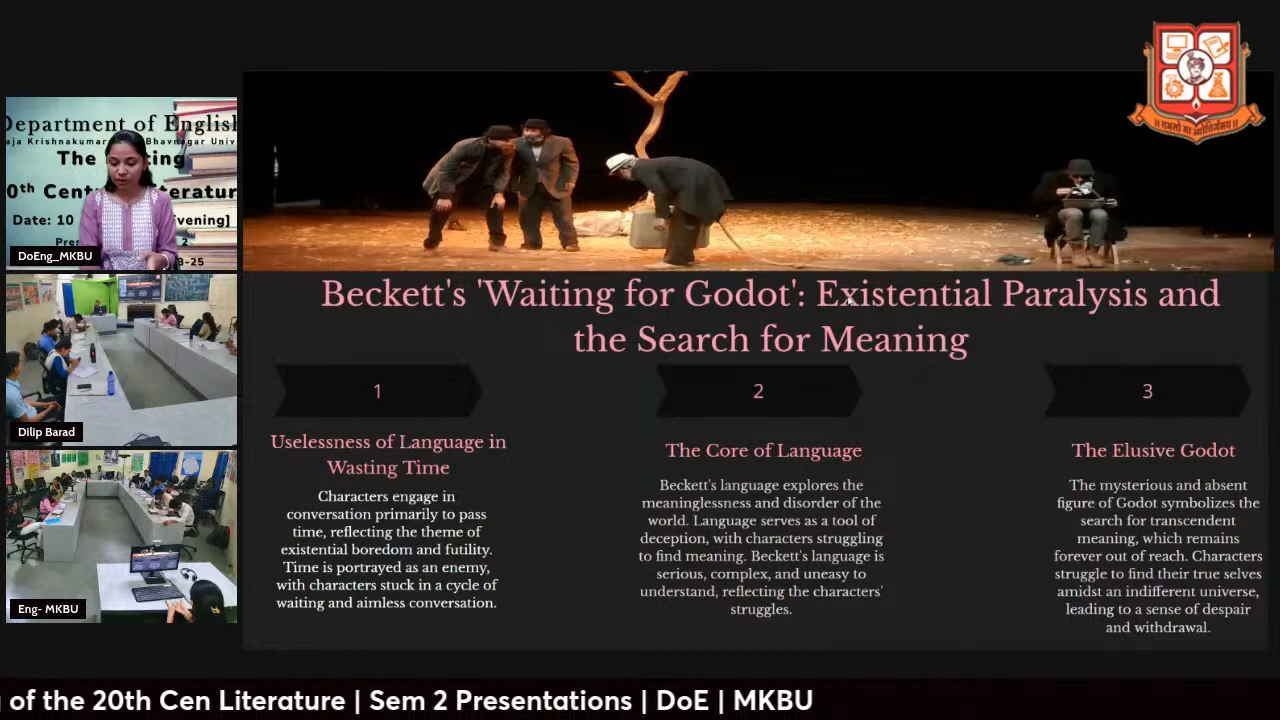 Department of English
The
0th Cen
Date: 10
vening]
DoEng_MKBU
Dilip Barad
Eng- MKBU
Beckett's 'Waiting for Godot': Existential Paralysis and
the Search for Meaning
1
Uselessness of Language in
Wasting Time
Characters engage in
conversation primarily to pass
time, reflecting the theme of
existential boredom and futility.
Time is portrayed as an enemy,
with characters stuck in a cycle of
waiting and aimless conversation.
2
The Core of Language
Beckett's language explores the
meaninglessness and disorder of the
world. Language serves as a tool of
deception, with characters struggling
to find meaning. Beckett's language is
serious, complex, and uneasy to
understand, reflecting the characters'
struggles.
3
The Elusive Godot
The mysterious and absent
figure of Godot symbolizes the
search for transcendent
meaning, which remains
forever out of reach. Characters
struggle to find their true selves
amidst an indifferent universe,
leading to a sense of despair
and withdrawal.
of the 20th Cen Literature | Sem 2 Presentations | DoE | MKBU